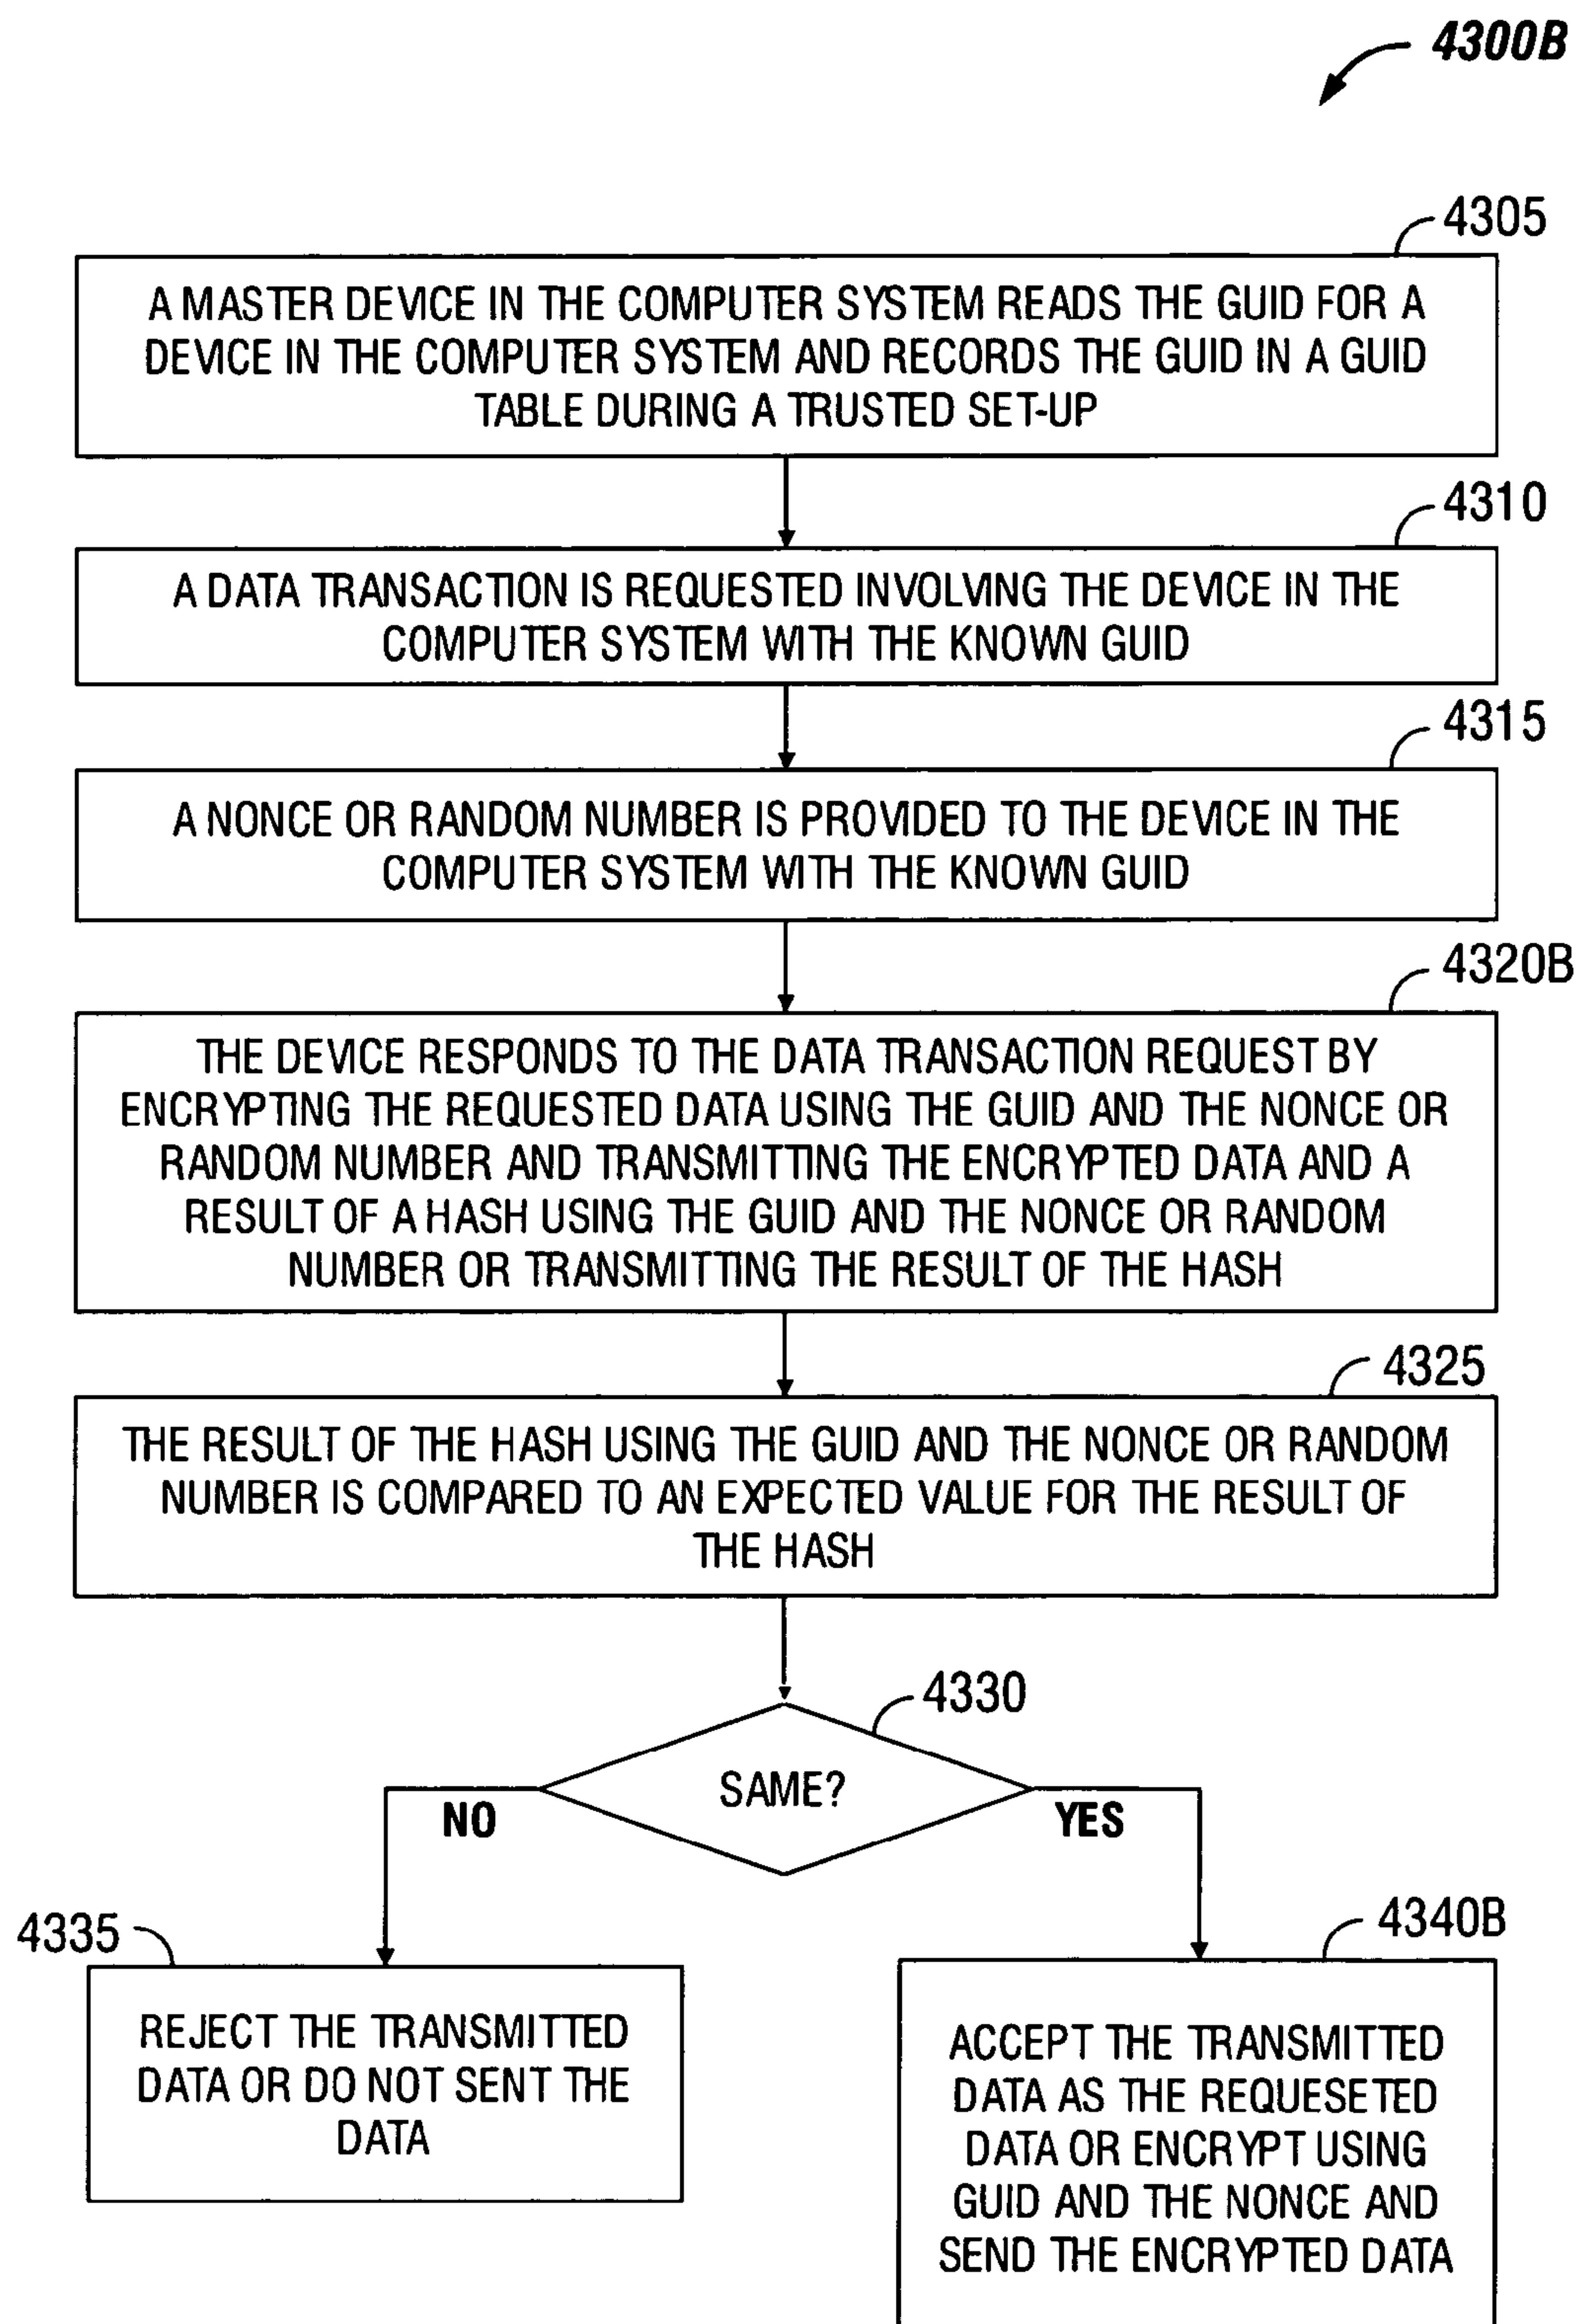 4300B
4305
A MASTER DEVICE IN THE COMPUTER SYSTEM READS THE GUID FOR A
DEVICE IN THE COMPUTER SYSTEM AND RECORDS THE GUID IN A GUID
TABLE DURING A TRUSTED SET-UP
4310
A DATA TRANSACTION IS REQUESTED INVOLVING THE DEVICE IN THE
COMPUTER SYSTEM WITH THE KNOWN GUID
4315
A NONCE OR RANDOM NUMBER IS PROVIDED TO THE DEVICE IN THE
COMPUTER SYSTEM WITH THE KNOWN GUID
4320B
THE DEVICE RESPONDS TO THE DATA TRANSACTION REQUEST BY
ENCRYPTING THE REQUESTED DATA USING THE GUID AND THE NONCE OR
RANDOM NUMBER AND TRANSMITTING THE ENCRYPTED DATA AND A
RESULT OF A HASH USING THE GUID AND THE NONCE OR RANDOM
NUMBER OR TRANSMITTING THE RESULT OF THE HASH
4325
THE RESULT OF THE HASH USING THE GUID AND THE NONCE OR RANDOM
NUMBER IS COMPARED TO AN EXPECTED VALUE FOR THE RESULT OF
THE HASH
4330
SAME?
NO
YES
4335
REJECT THE TRANSMITTED
DATA OR DO NOT SENT THE
DATA
4340B
ACCEPT THE TRANSMITTED
DATA AS THE REQUESETED
DATA OR ENCRYPT USING
GUID AND THE NONCE AND
SEND THE ENCRYPTED DATA